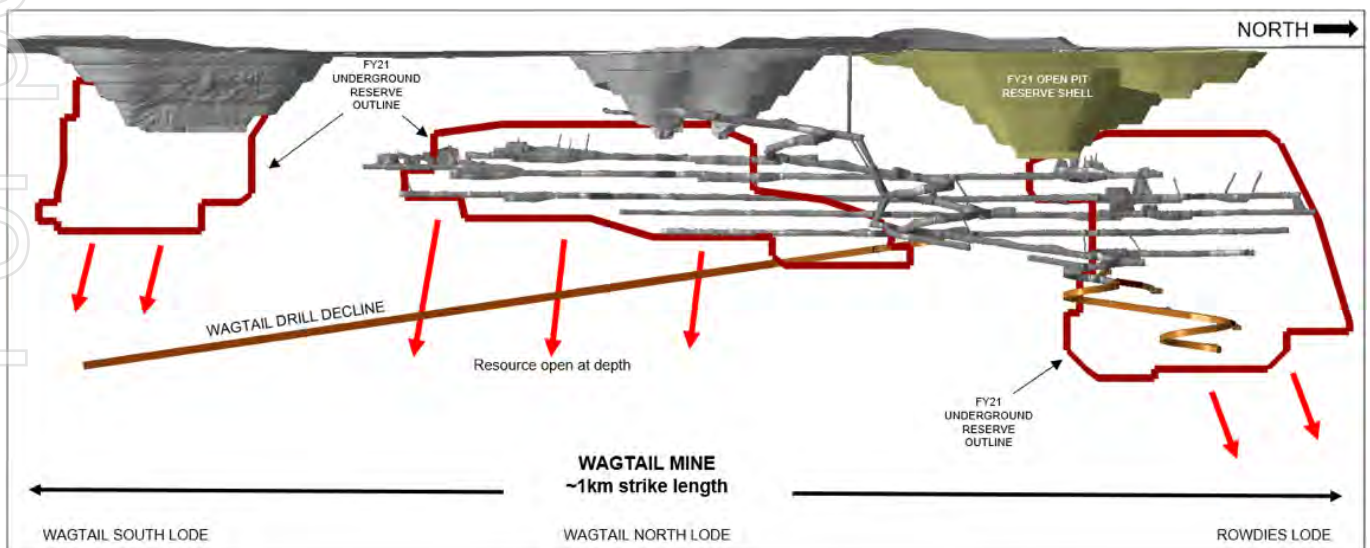 NORTH
FY21
UNDERGROUND
RESERVE
OUTLINE
FY21 OPEN PIT
RESERVE SHELL
WAGTAIL DRILL DECLINE
Resource open at depth
FY21
UNDERGROUND
RESERVE
OUTLINE
WAGTAIL MINE
~1km strike length
WAGTAIL SOUTH LODE
WAGTAIL NORTH LODE
ROWDIES LODE